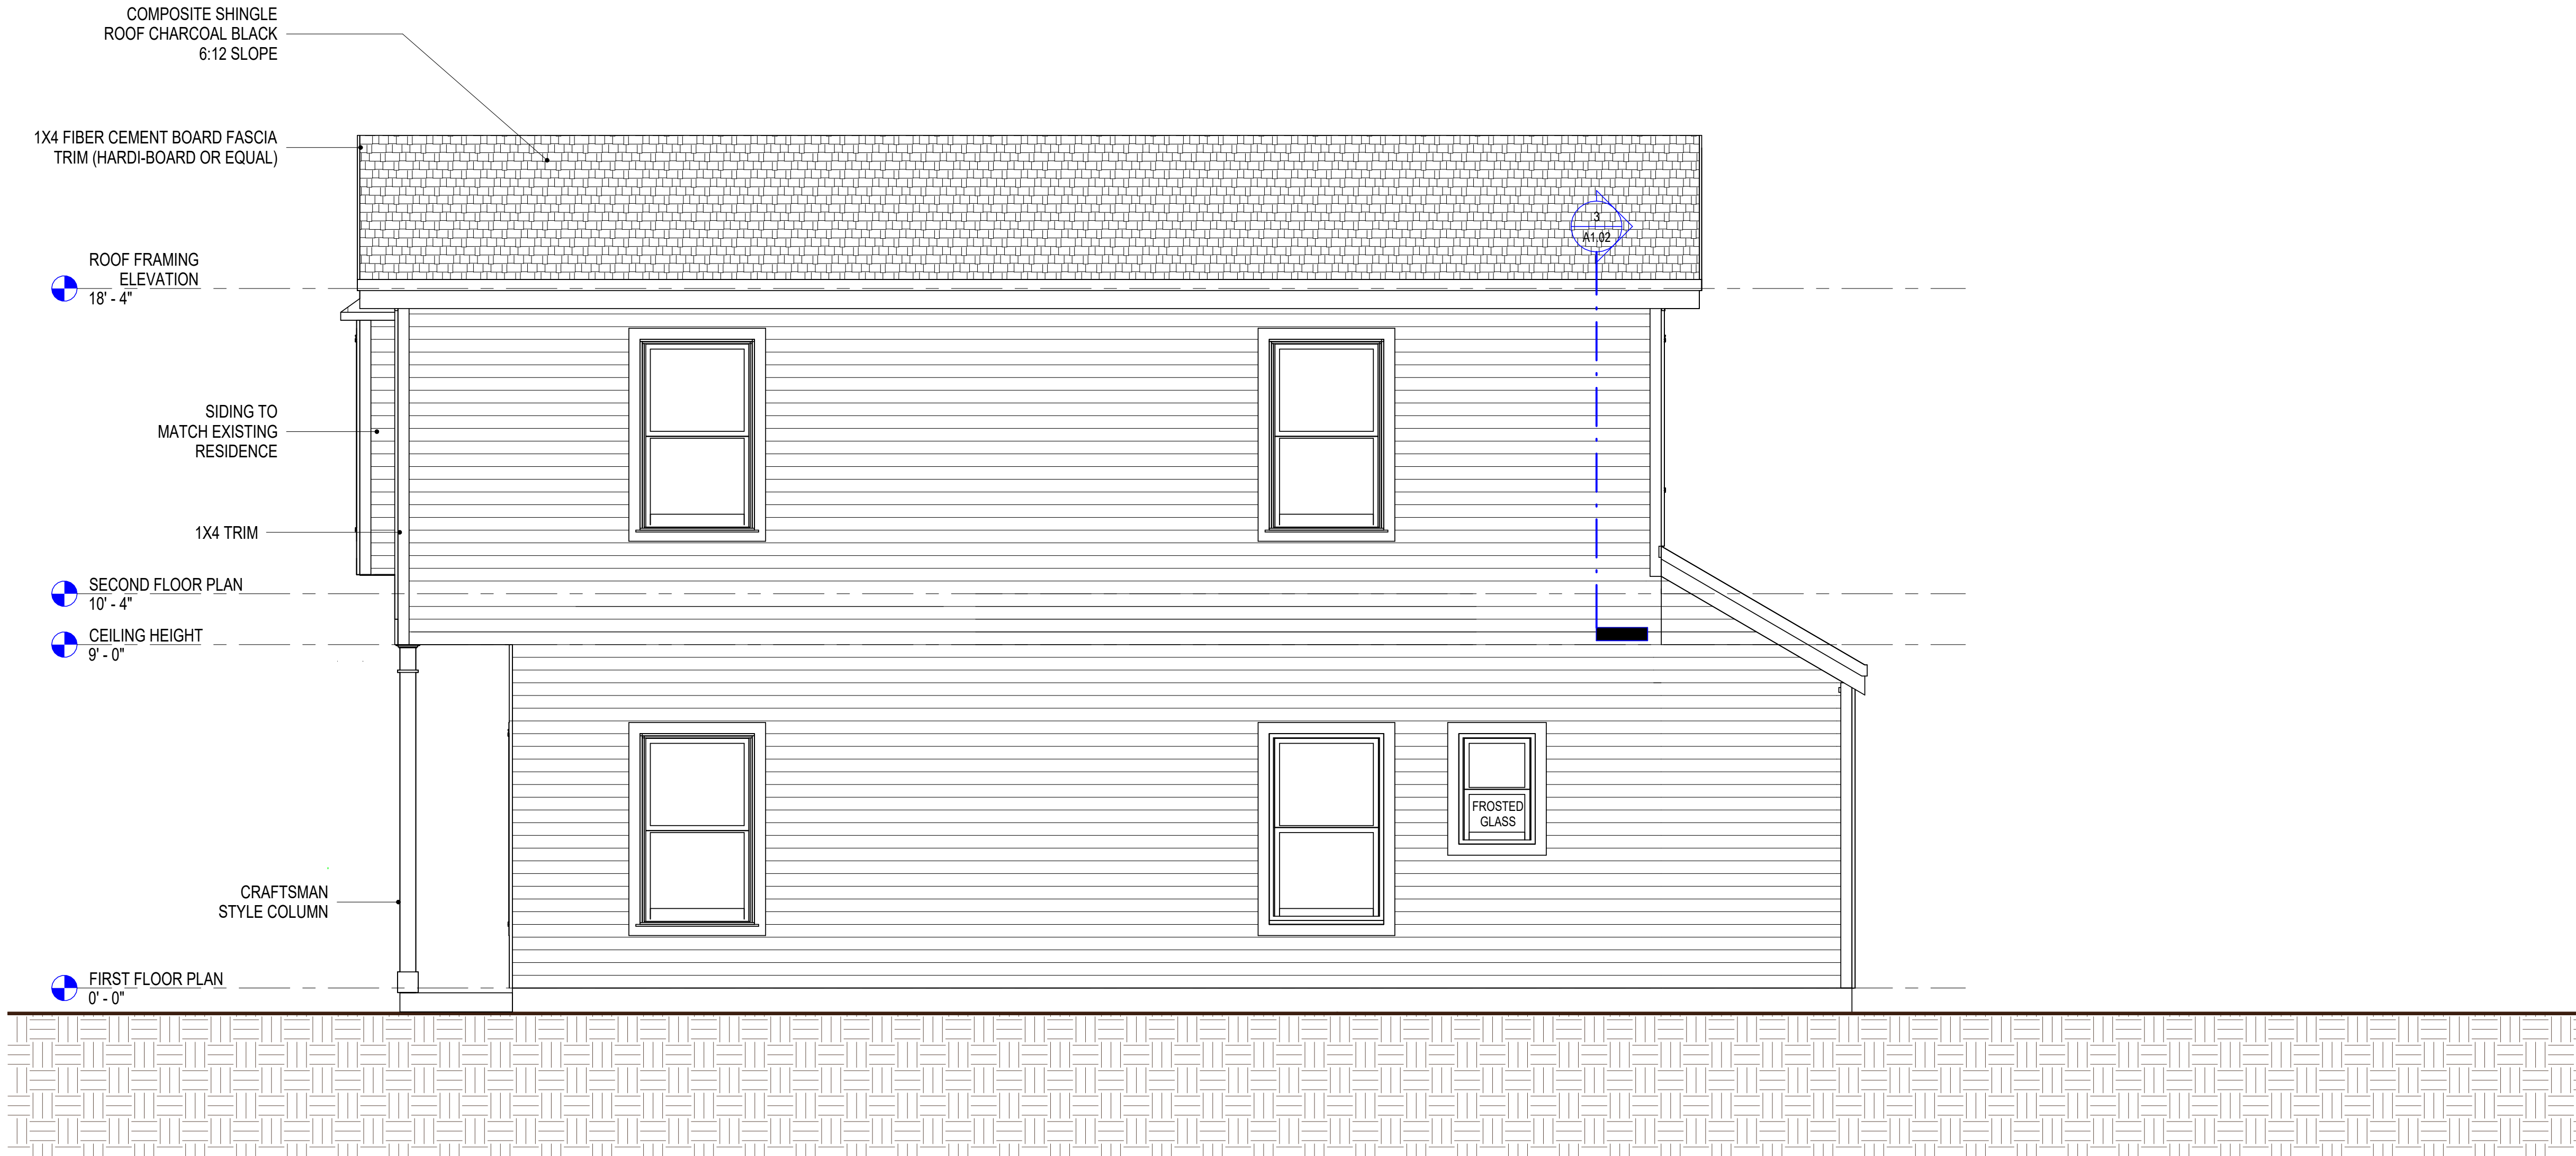 COMPOSITE SHINGLE
ROOF CHARCOAL BLACK
6:12 SLOPE
1X4 FIBER CEMENT BOARD FASCIA
TRIM (HARDI-BOARD OR EQUAL)
3
A1.02
ROOF FRAMING
ELEVATION
18' - 4"
SIDING TO
MATCH EXISTING
RESIDENCE
1X4 TRIM
SECOND FLOOR PLAN
10' - 4"
CEILING HEIGHT
9' - 0"
FROSTED
GLASS
CRAFTSMAN
STYLE COLUMN
FIRST FLOOR PLAN
0' - 0"